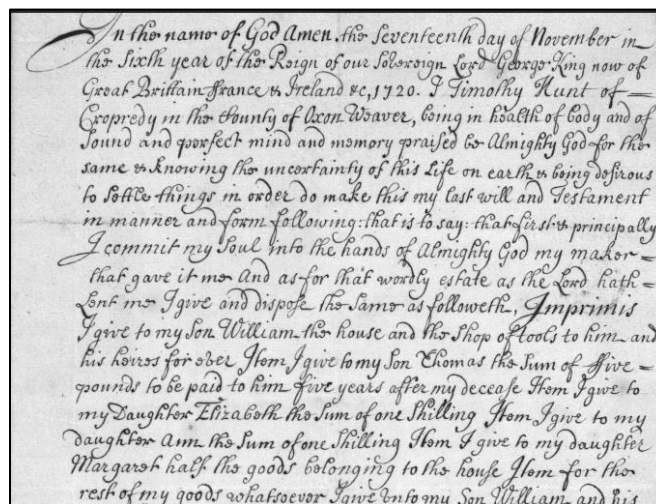 In the name of God Amen, the Seventeenth day of November in
the Sixth year of the Reign of our Sovereign Lord George King now of
Great Brittain ffrance & Ireland &c, 1720. I Timothy Hunt of =
Cropredy in the County of Oxon Weaver, being in health of body and of
Sound and perfect mind and memory praised be Almighty God for the
same & knowing the uncertainty of this Life on earth & being desirous
to settle things in order do make this my last will and Testament
in manner and form following: that is to say: that first & principally
I commit my Soul into the hands of Almighty God my maker =
that gave it me And as for that wordly estate as the Lord hath =
Lent me I give and dispose the Same as followeth, Imprimis
I give to my Son William the house and the Shop of tools to him and
his heires for ever Item I give to my Son Thomas the Sum of ffive =
pounds to be paid to him five years after my decease Item I give to
my Daughter Elizabeth the Sum of one Shilling Item I give to my
daughter Ann the Sum of one Shilling Item I give to my daughter
Margaret half the goods belonging to the house Item for the
rest of my goods whatsoever I give unto my Son William and his